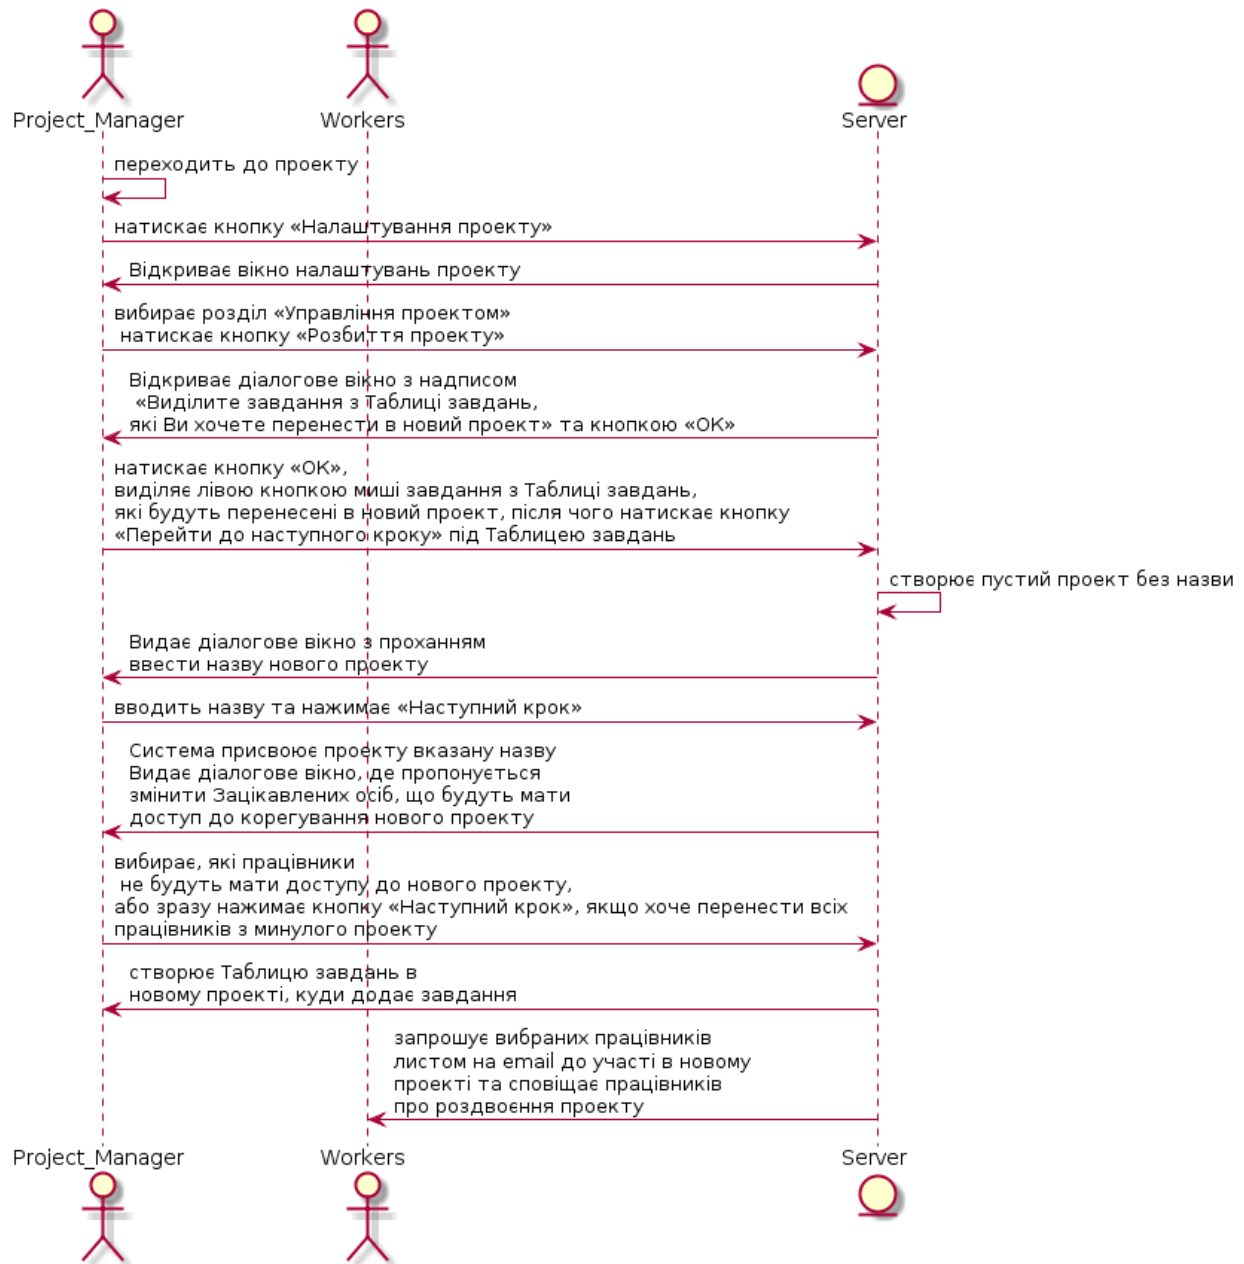 Project_Manager
Workers
Server
переходить до проекту
натискає кнопку «Налаштування проекту»
Відкриває вікно налаштувань проекту
вибирає розділ «Управління проектом»
натискає кнопку «Розбиття проекту»
Відкриває діалогове вікно з надписом
«Виділите завдання з Таблиці завдань,
які Ви хочете перенести в новий проект» та кнопкою «ОК»
натискає кнопку «ОК»,
виділяє лівою кнопкою миші завдання з Таблиці завдань,
які будуть перенесені в новий проект, після чого натискає кнопку
«Перейти до наступного кроку» під Таблицею завдань
створює пустий проект без назви
Видає діалогове вікно з проханням
ввести назву нового проекту
вводить назву та нажимає «Наступний крок»
Система присвоює проекту вказану назву
Видає діалогове вікно, де пропонується
змінити Зацікавлених осіб, що будуть мати
доступ до корегування нового проекту
вибирає, які працівники
не будуть мати доступу до нового проекту,
або зразу нажимає кнопку «Наступний крок», якщо хоче перенести всіх
працівників з минулого проекту
створює Таблицю завдань в
новому проекті, куди додає завдання
запрошує вибраних працівників
листом на email до участі в новому
проекті та сповіщає працівників
про роздвоєння проекту
Project_Manager
Workers
Server